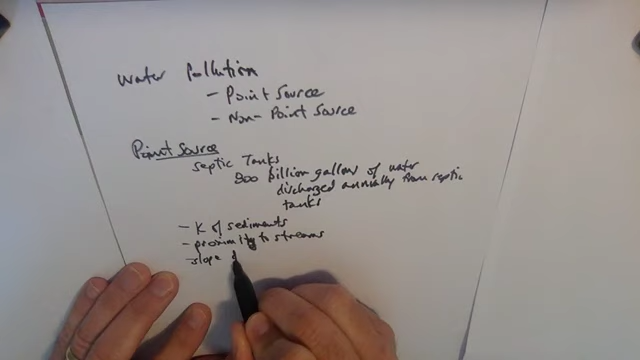 Water Pollution
- Point Source
- Non-Point Source
Point Source
Septic Tanks
800 billion gallons of water
discharged annually from septic
tanks
- K of sediments
- proximity to streams
- slope